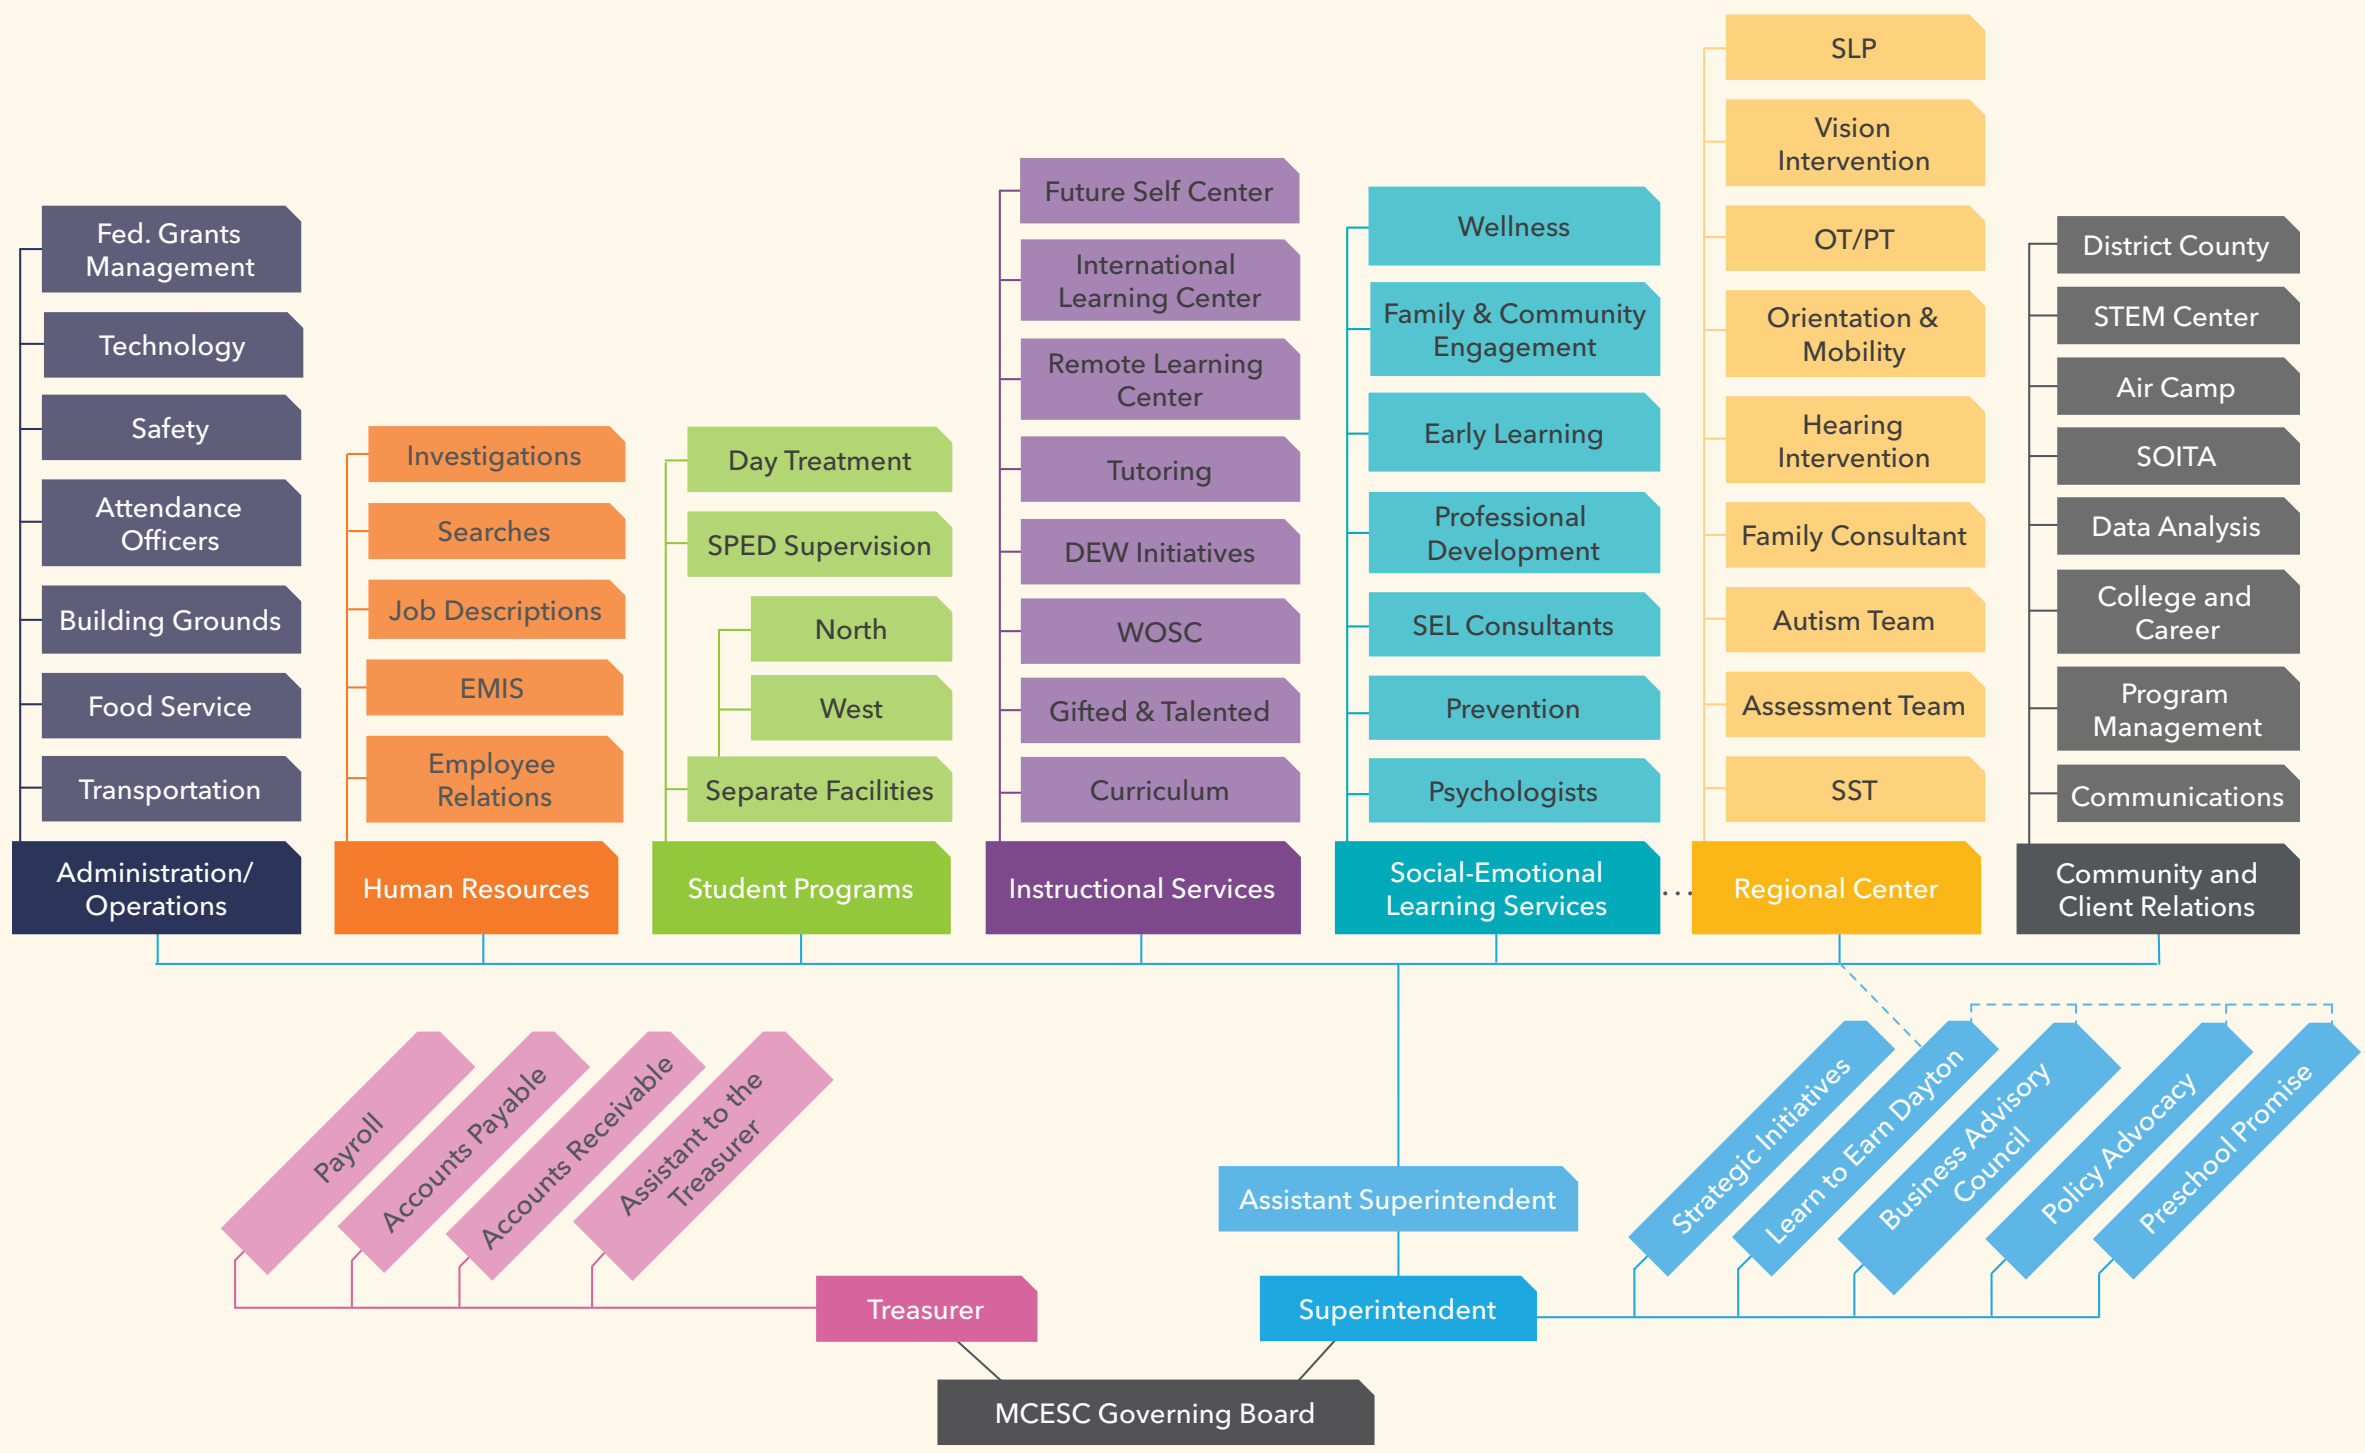 Fed. Grants
Management
Technology
Safety
Attendance
Officers
Building Grounds
Food Service
Transportation
Administration/
Operations
Investigations
Searches
Job Descriptions
EMIS
Employee
Relations
Human Resources
Day Treatment
SPED Supervision
North
West
Separate Facilities
Student Programs
Future Self Center
International
Learning Center
Remote Learning
Center
Tutoring
DEW Initiatives
WOSC
Gifted & Talented
Curriculum
Instructional Services
Wellness
Family & Community
Engagement
Early Learning
Professional
Development
SEL Consultants
Prevention
Psychologists
Social-Emotional
Learning Services
SLP
Vision
Intervention
OT/PT
Orientation &
Mobility
Hearing
Intervention
Family Consultant
Autism Team
Assessment Team
SST
Regional Center
District County
STEM Center
Air Camp
SOITA
Data Analysis
College and
Career
Program
Management
Communications
Community and
Client Relations
Payroll
Accounts Payable
Accounts Receivable
Assistant to the
Treasurer
Treasurer
Assistant Superintendent
Superintendent
Strategic Initiatives
Learn to Earn Dayton
Business Advisory
Council
Policy Advocacy
Preschool Promise
MCESC Governing Board